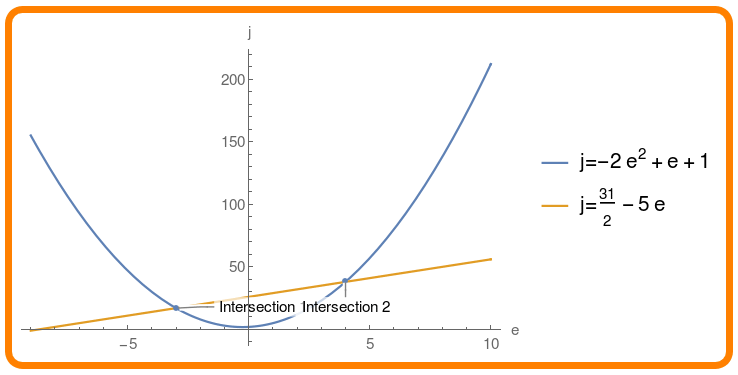 j
200
150
100
50
−5
5
10
e
Intersection
Intersection 2
j=−2 e² + e + 1
j=31/2 − 5 e